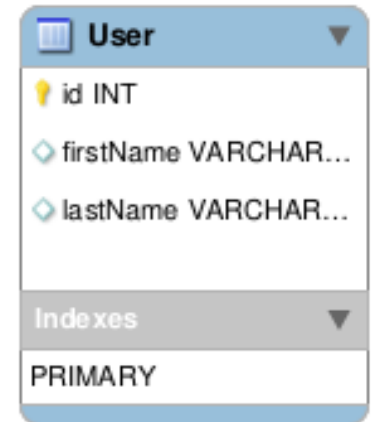 User
id INT
firstName VARCHAR...
lastName VARCHAR...
Indexes
PRIMARY